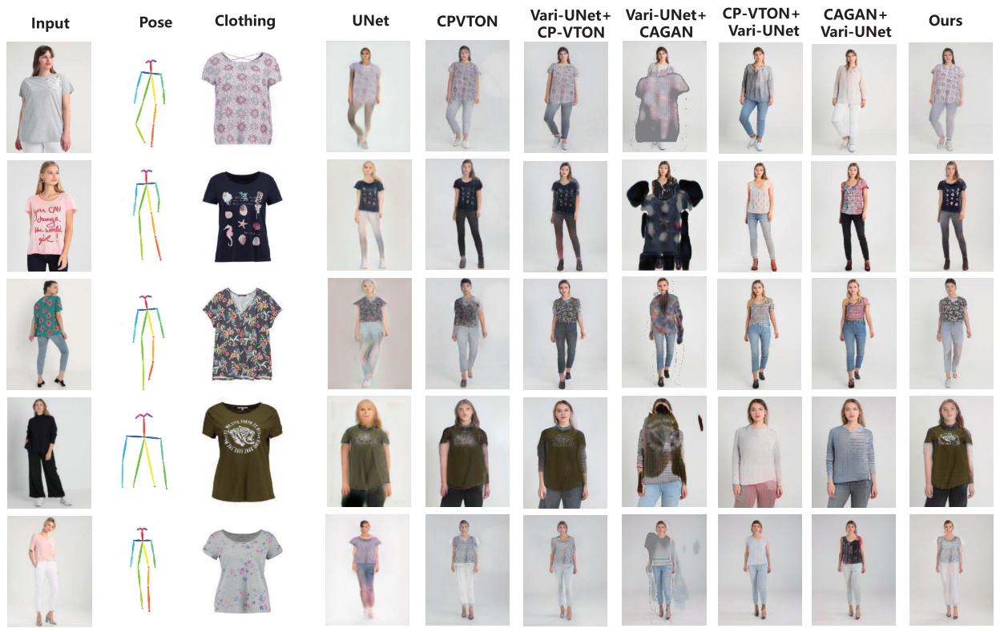 Input
Pose
Clothing
UNet
CPVTON
Vari-UNet+
CP-VTON
Vari-UNet+
CAGAN
CP-VTON+
Vari-UNet
CAGAN+
Vari-UNet
Ours
you CAN
change
the world
girl!